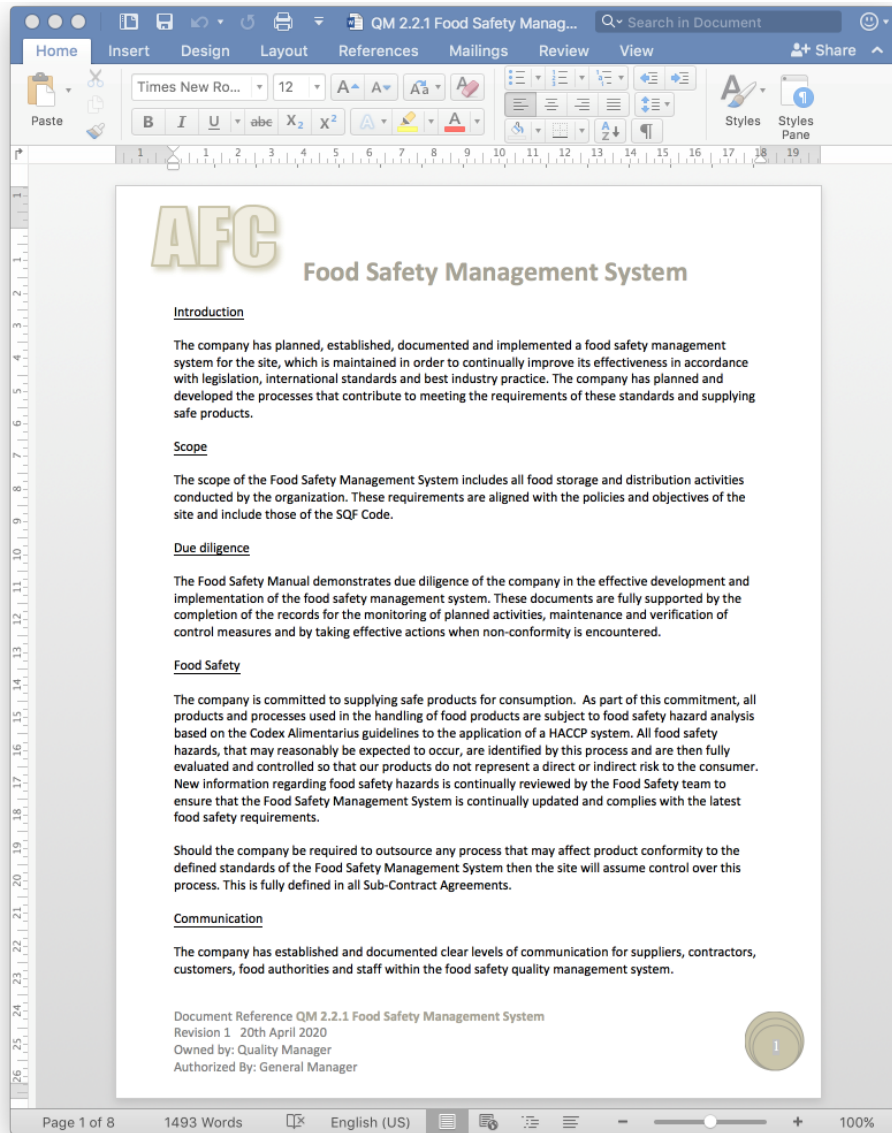 QM 2.2.1 Food Safety Manag...
Search in Document
Home Insert Design Layout References Mailings Review View Share
Times New Ro... 12
Paste
Styles
Styles Pane
AFC
Food Safety Management System
Introduction
The company has planned, established, documented and implemented a food safety management
system for the site, which is maintained in order to continually improve its effectiveness in accordance
with legislation, international standards and best industry practice. The company has planned and
developed the processes that contribute to meeting the requirements of these standards and supplying
safe products.
Scope
The scope of the Food Safety Management System includes all food storage and distribution activities
conducted by the organization. These requirements are aligned with the policies and objectives of the
site and include those of the SQF Code.
Due diligence
The Food Safety Manual demonstrates due diligence of the company in the effective development and
implementation of the food safety management system. These documents are fully supported by the
completion of the records for the monitoring of planned activities, maintenance and verification of
control measures and by taking effective actions when non-conformity is encountered.
Food Safety
The company is committed to supplying safe products for consumption.  As part of this commitment, all
products and processes used in the handling of food products are subject to food safety hazard analysis
based on the Codex Alimentarius guidelines to the application of a HACCP system. All food safety
hazards, that may reasonably be expected to occur, are identified by this process and are then fully
evaluated and controlled so that our products do not represent a direct or indirect risk to the consumer.
New information regarding food safety hazards is continually reviewed by the Food Safety team to
ensure that the Food Safety Management System is continually updated and complies with the latest
food safety requirements.
Should the company be required to outsource any process that may affect product conformity to the
defined standards of the Food Safety Management System then the site will assume control over this
process. This is fully defined in all Sub-Contract Agreements.
Communication
The company has established and documented clear levels of communication for suppliers, contractors,
customers, food authorities and staff within the food safety quality management system.
Document Reference QM 2.2.1 Food Safety Management System
Revision 1   20th April 2020
Owned by: Quality Manager
Authorized By: General Manager
1
Page 1 of 8 1493 Words English (US) 100%